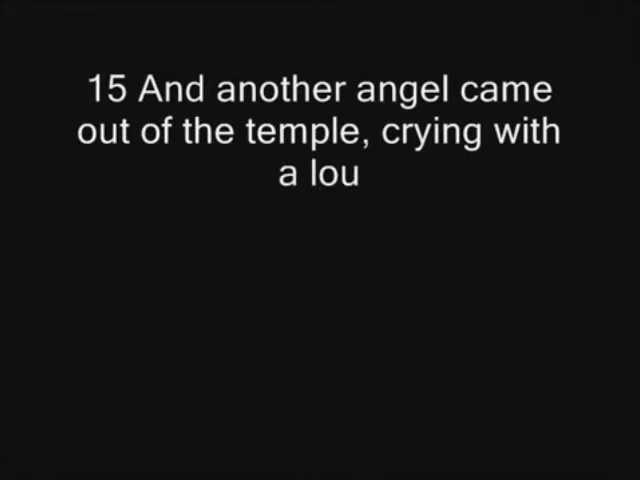 15 And another angel came
out of the temple, crying with
a lou